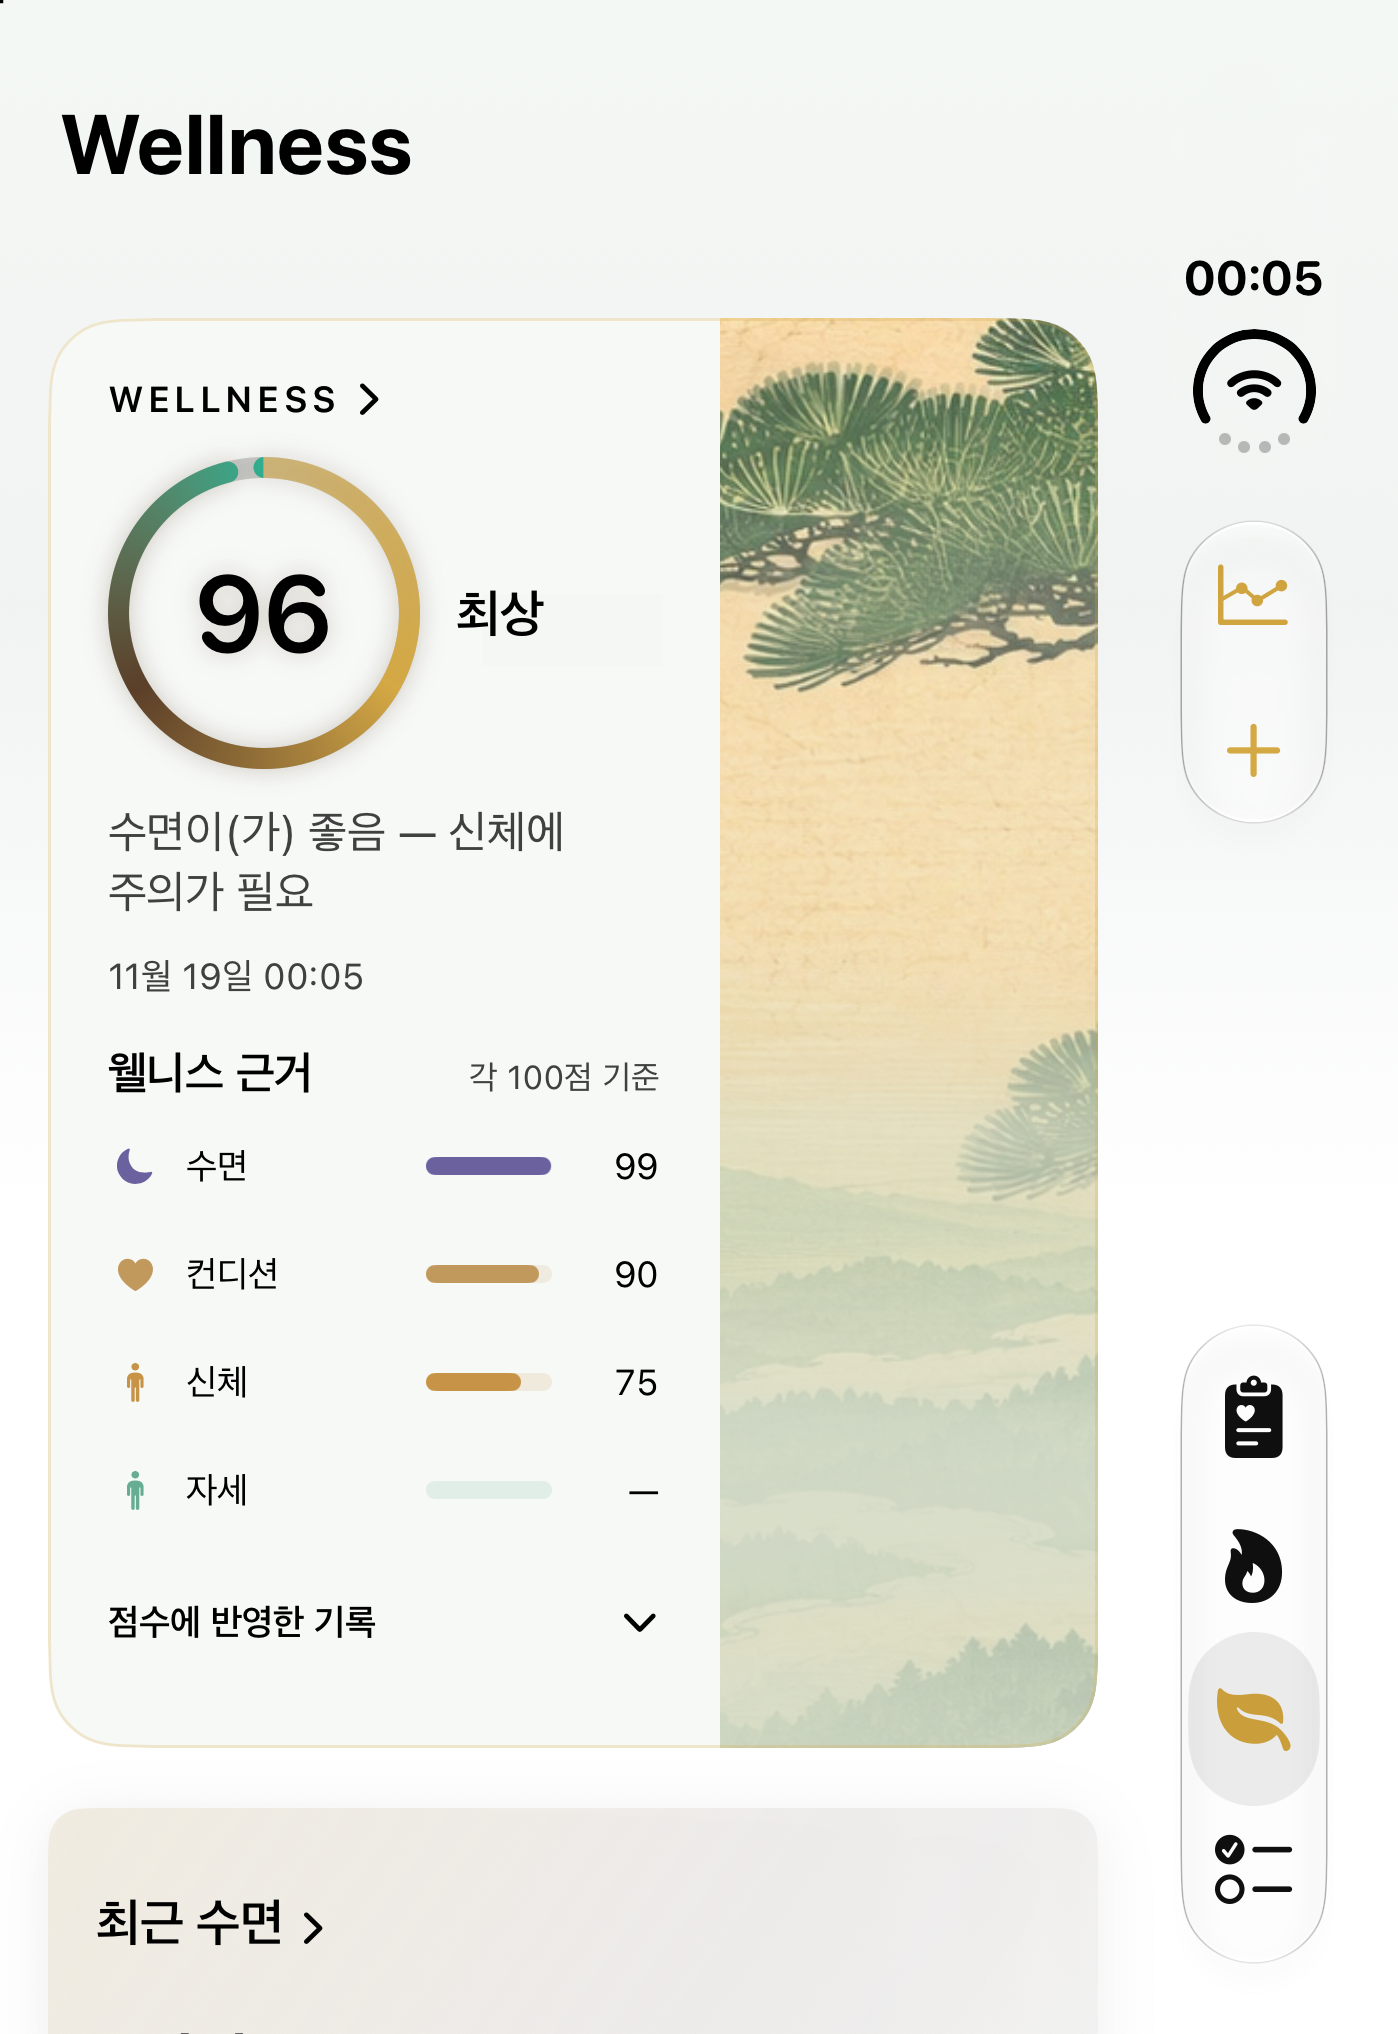 Wellness
00:05
WELLNESS
96
최상
수면이(가) 좋음 — 신체에
주의가 필요
11월 19일 00:05
웰니스 근거 각 100점 기준
수면 99
컨디션 90
신체 75
자세 —
점수에 반영한 기록
최근 수면